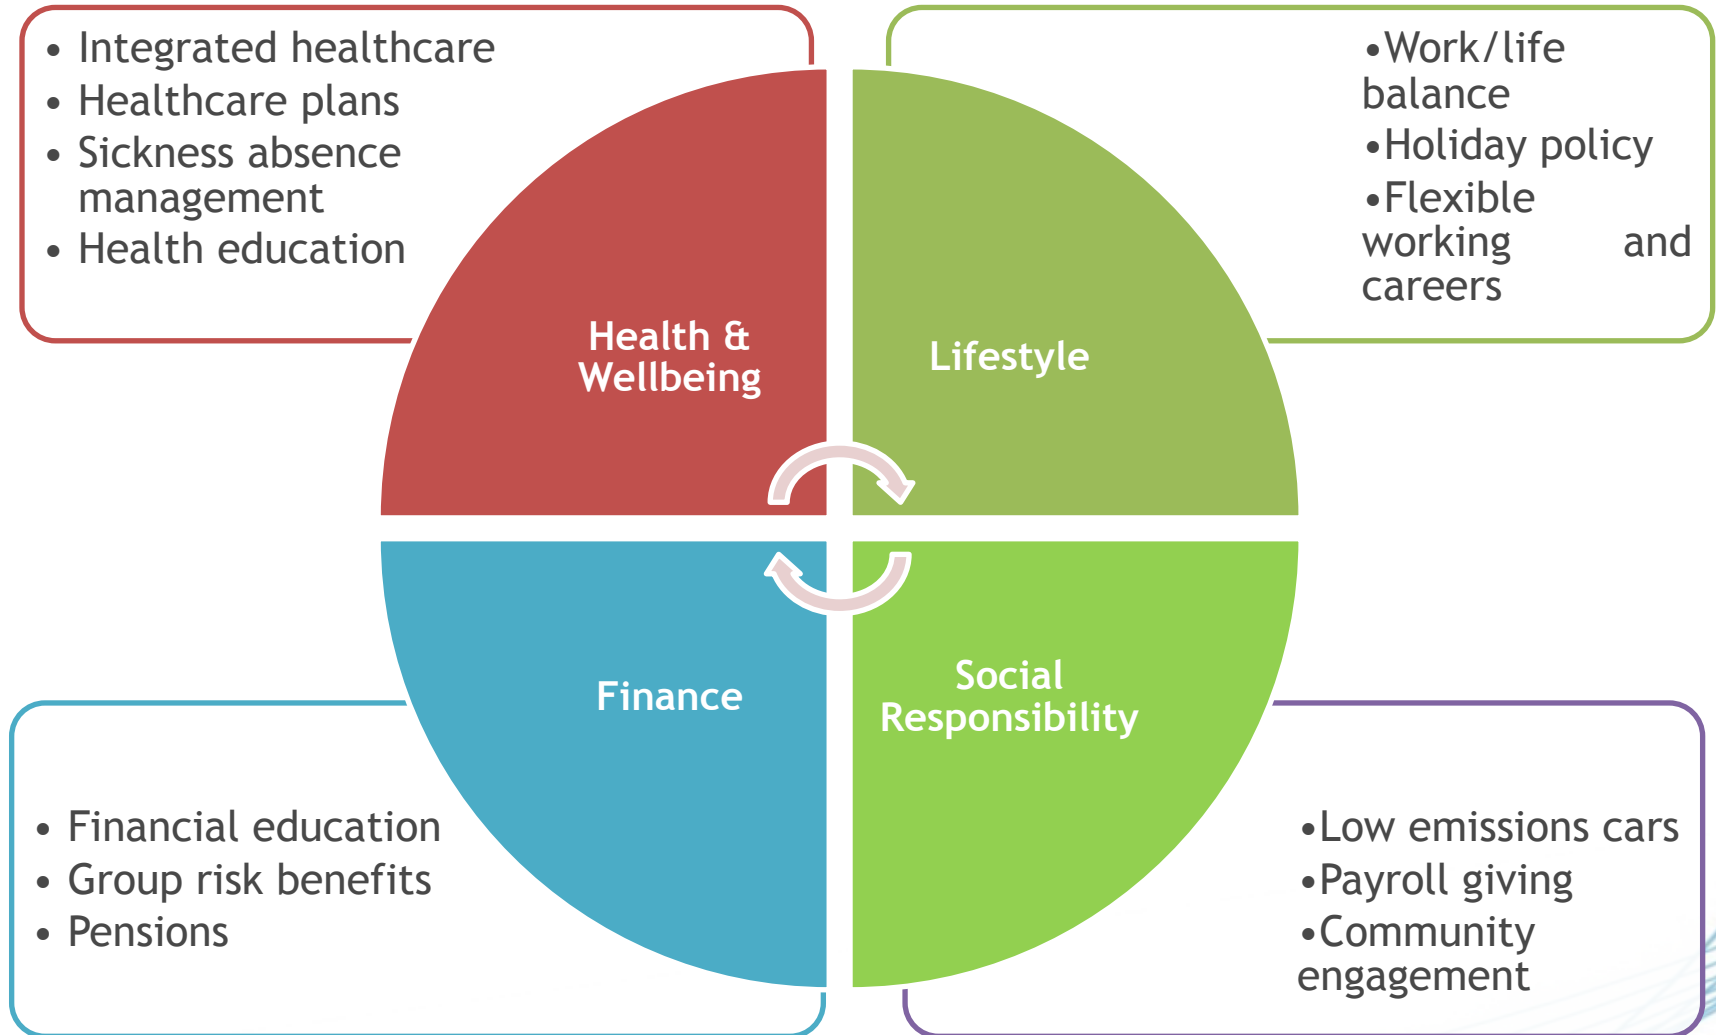 • Integrated healthcare
• Healthcare plans
• Sickness absence
management
• Health education
•Work/life
balance
•Holiday policy
•Flexible
working and
careers
Health &
Wellbeing
Lifestyle
Finance
Social
Responsibility
• Financial education
• Group risk benefits
• Pensions
•Low emissions cars
•Payroll giving
•Community
engagement